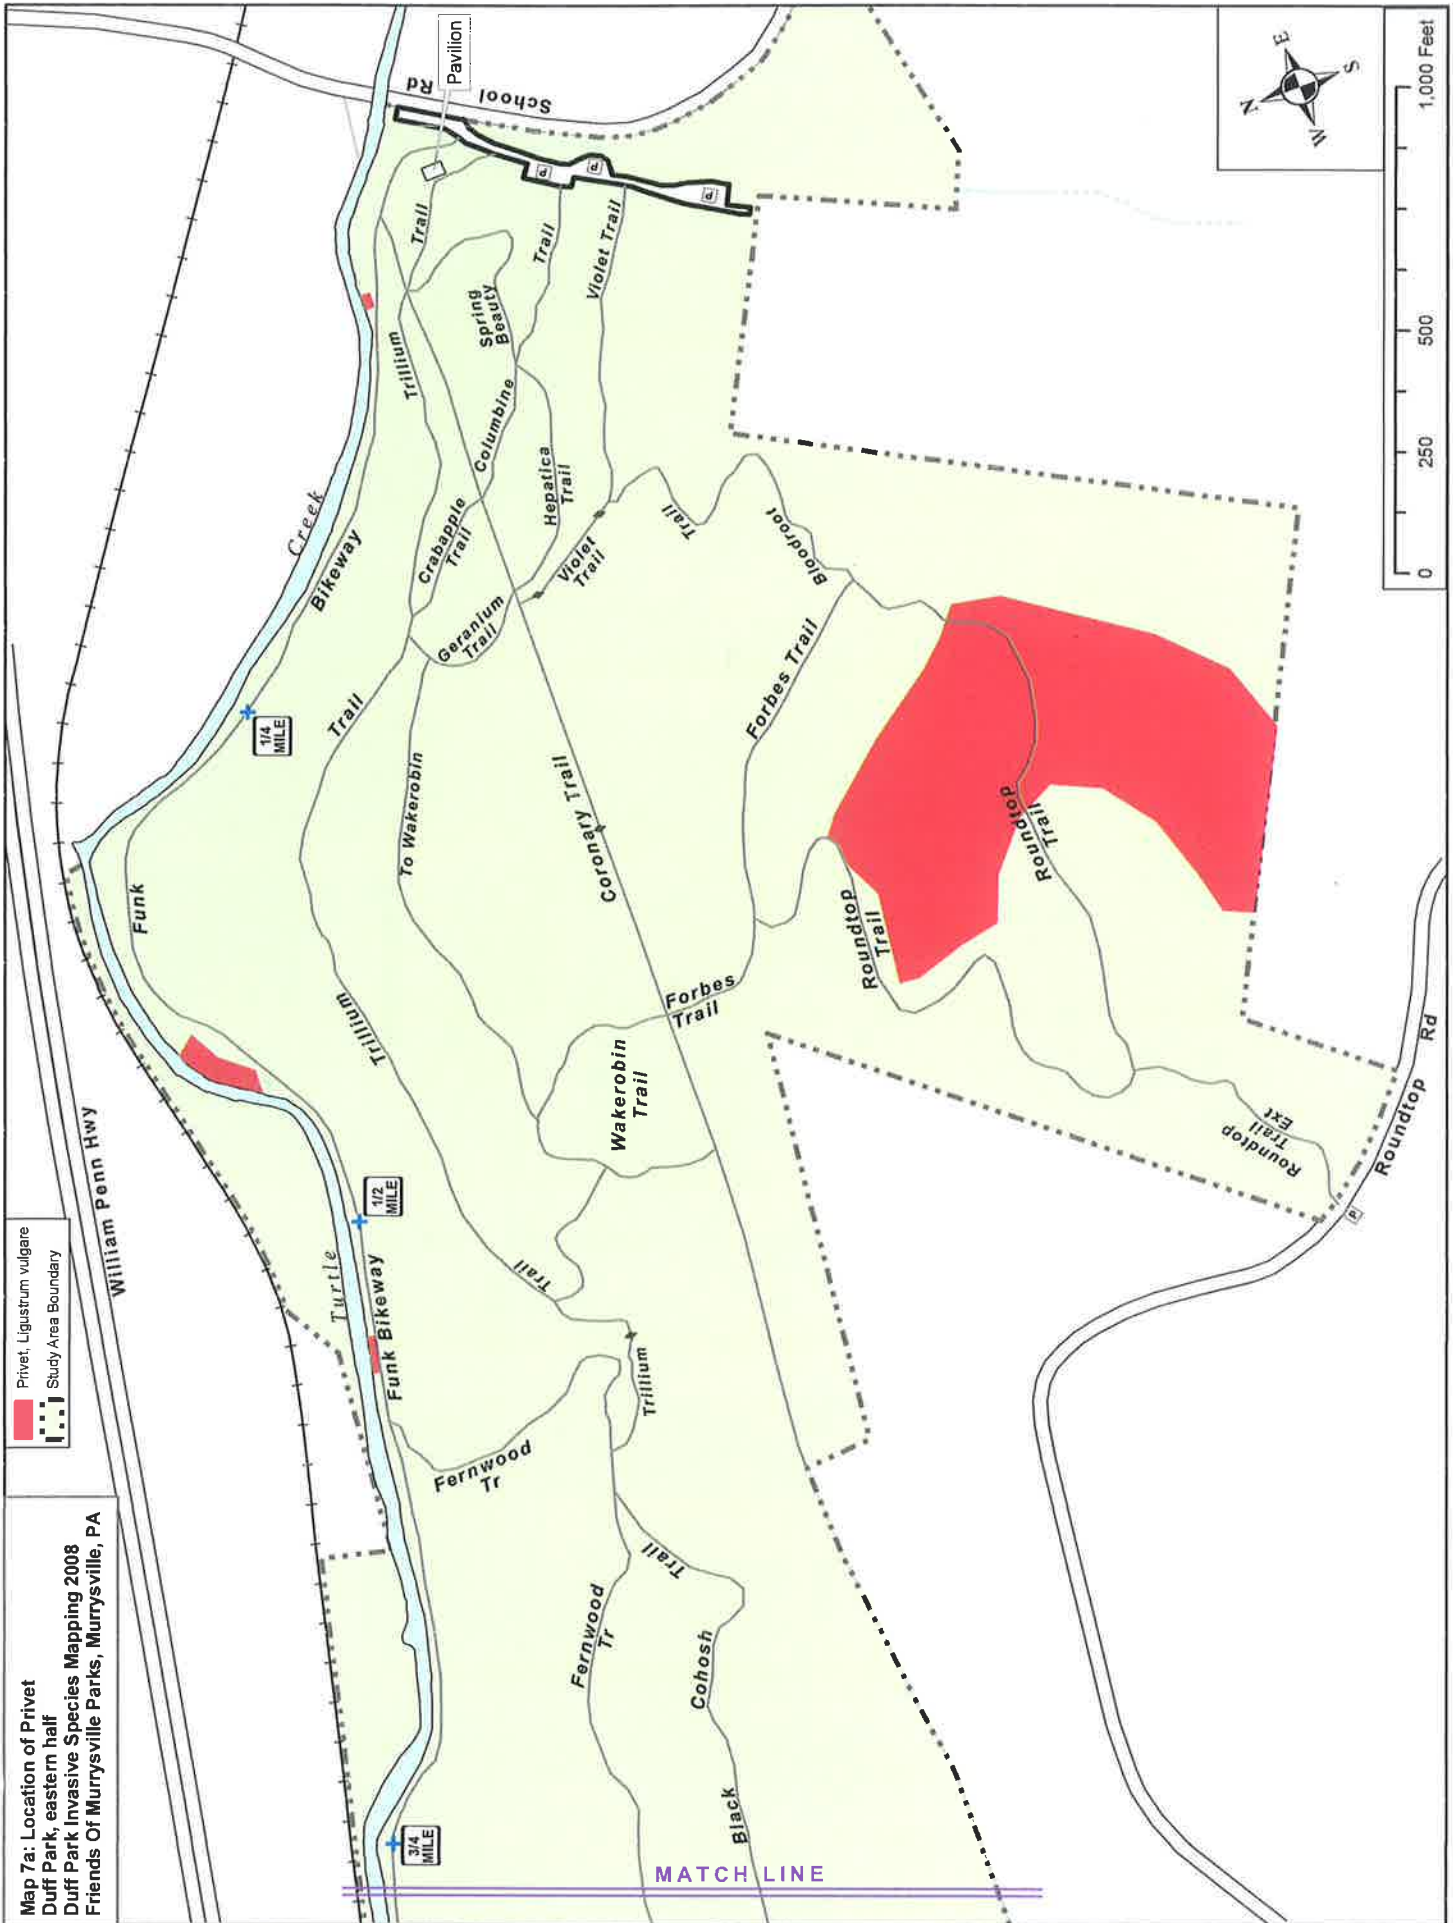 Map 7a: Location of Privet
Duff Park, eastern half
Duff Park Invasive Species Mapping 2008
Friends Of Murrysville Parks, Murrysville, PA
Privet, Ligustrum vulgare
Study Area Boundary
William Penn Hwy
Turtle
Creek
3/4
MILE
1/2
MILE
1/4
MILE
Funk Bikeway
Funk
Bikeway
School
Rd
Pavilion
P
P
P
Fernwood
Tr
Fernwood
Tr
Trillium
Trail
Trillium
Trail
Trillium
Trail
To Wakerobin
Wakerobin
Trail
Forbes
Trail
Coronary Trail
Geranium
Trail
Crabapple
Trail
Columbine
Trail
Spring
Beauty
Hepatica
Trail
Violet
Trail
Violet Trail
Bloodroot
Trail
Forbes Trail
Roundtop
Trail
Roundtop
Trail
Roundtop
Trail
Ext
P
Roundtop
Rd
Black
Cohosh
Trail
MATCH LINE
N
E
S
W
0
250
500
1,000 Feet